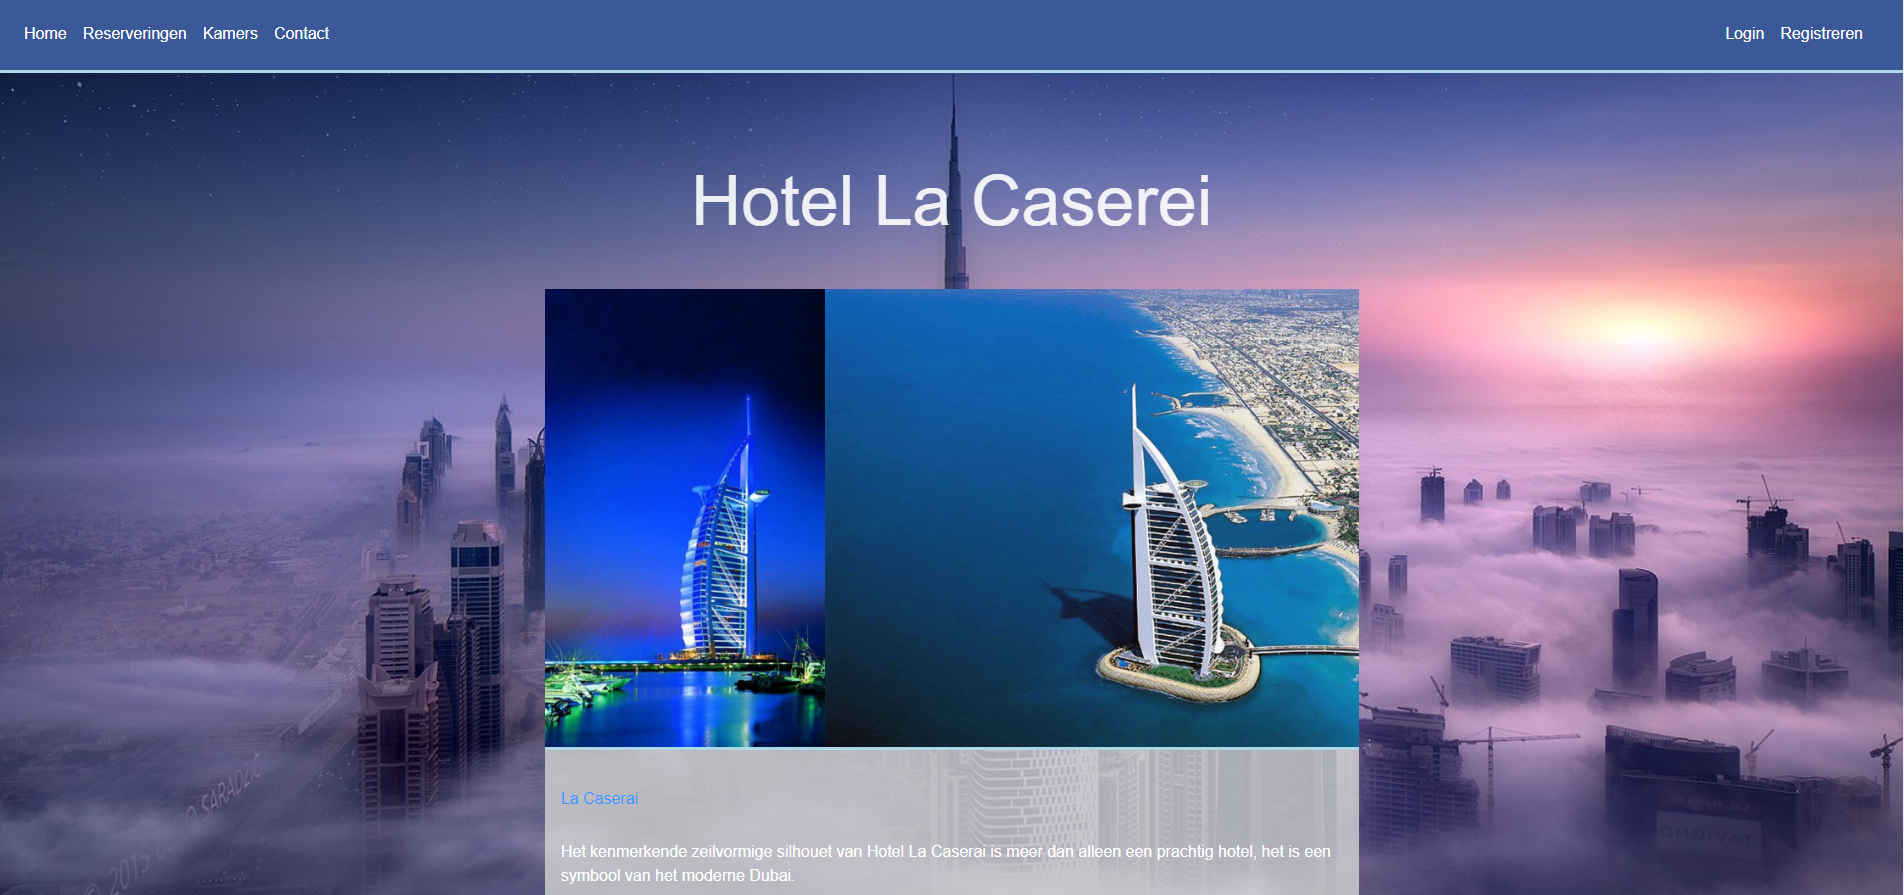 Home Reserveringen Kamers Contact Login Registreren
Hotel La Caserei
La Caserai
Het kenmerkende zeilvormige silhouet van Hotel La Caserai is meer dan alleen een prachtig hotel, het is een
symbool van het moderne Dubai.
OMNIYAT